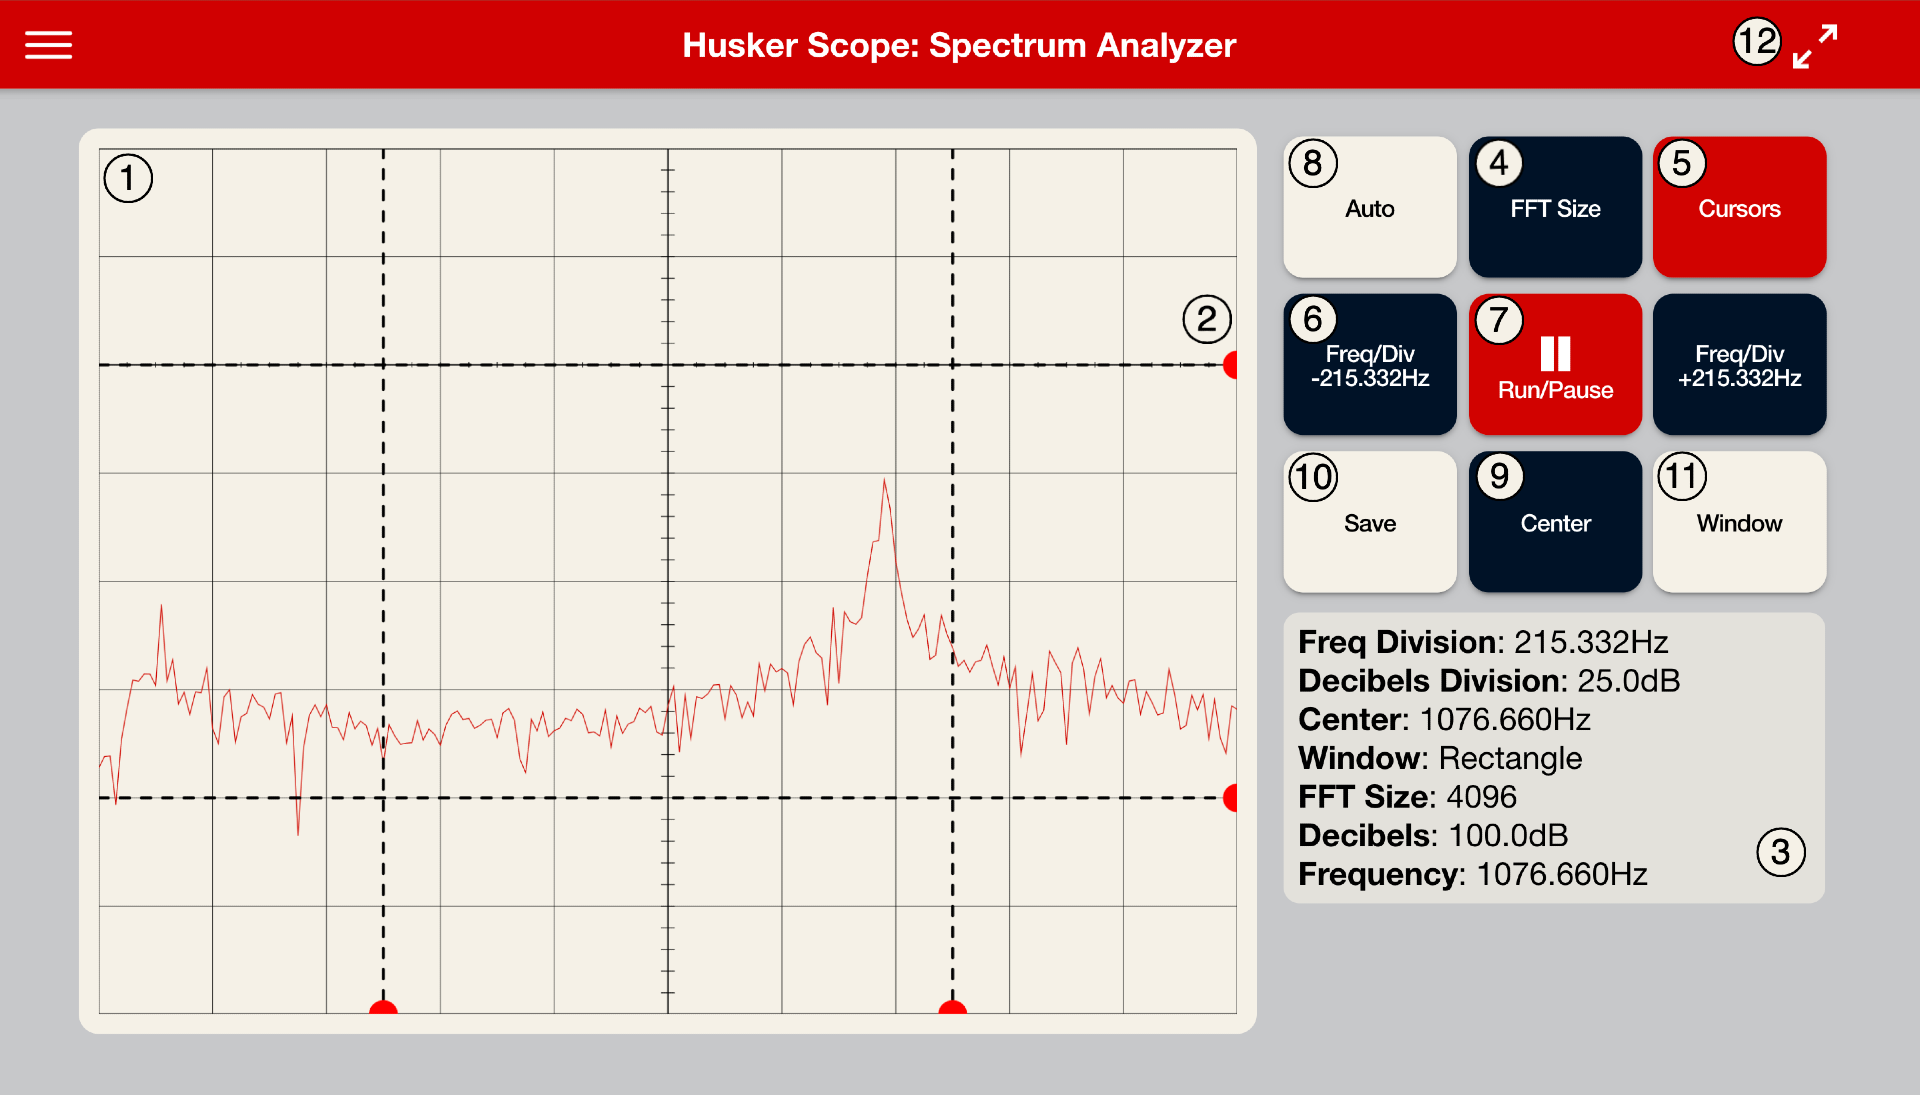 Husker Scope: Spectrum Analyzer
12
1
2
8
Auto
4
FFT Size
5
Cursors
6
Freq/Div
-215.332Hz
7
Run/Pause
Freq/Div
+215.332Hz
10
Save
9
Center
11
Window
Freq Division: 215.332Hz
Decibels Division: 25.0dB
Center: 1076.660Hz
Window: Rectangle
FFT Size: 4096
Decibels: 100.0dB
Frequency: 1076.660Hz
3